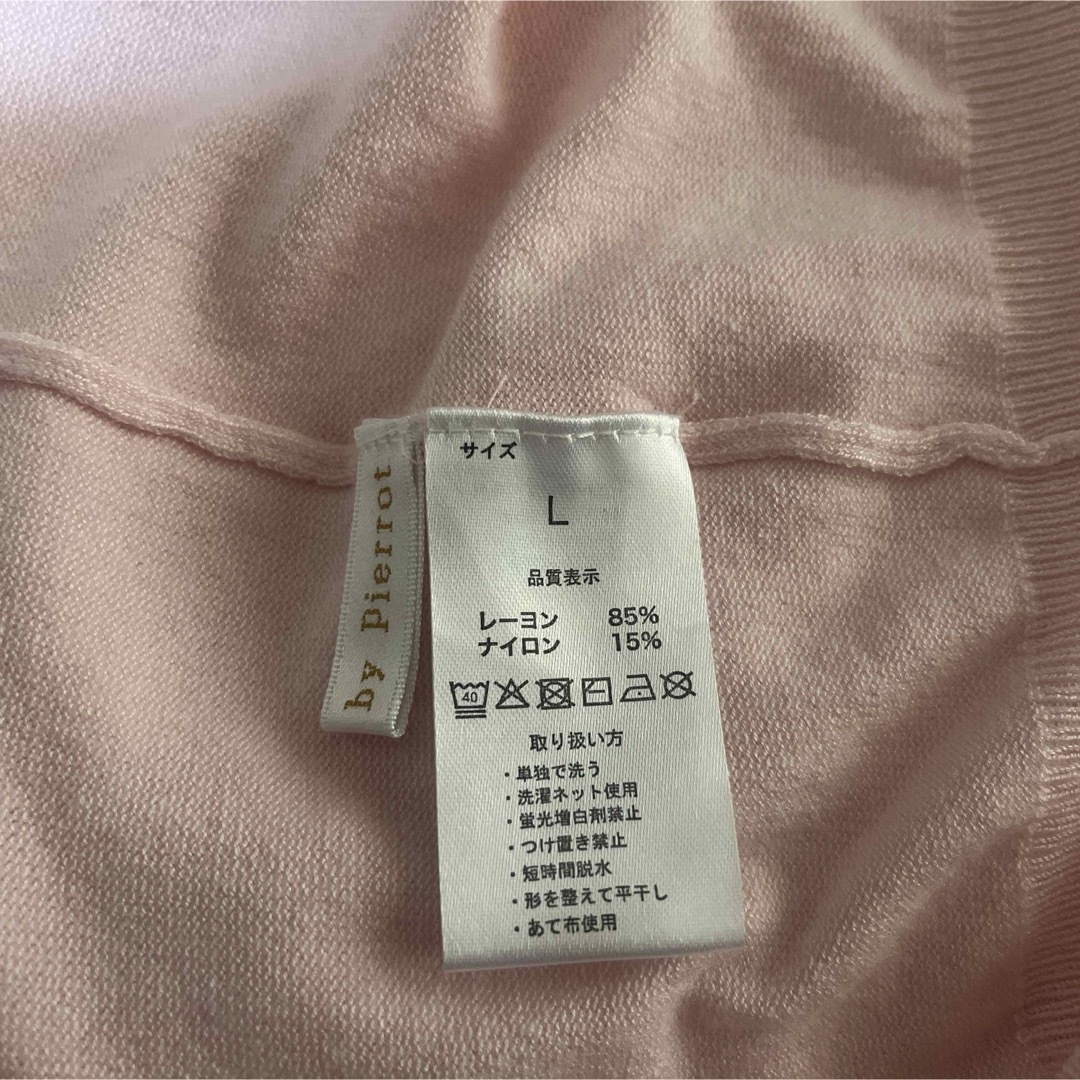 by Pierrot
サイズ
L
品質表示
レーヨン 85%
ナイロン 15%
40
取り扱い方
・単独で洗う
・洗濯ネット使用
・蛍光増白剤禁止
・つけ置き禁止
・短時間脱水
・形を整えて平干し
・あて布使用